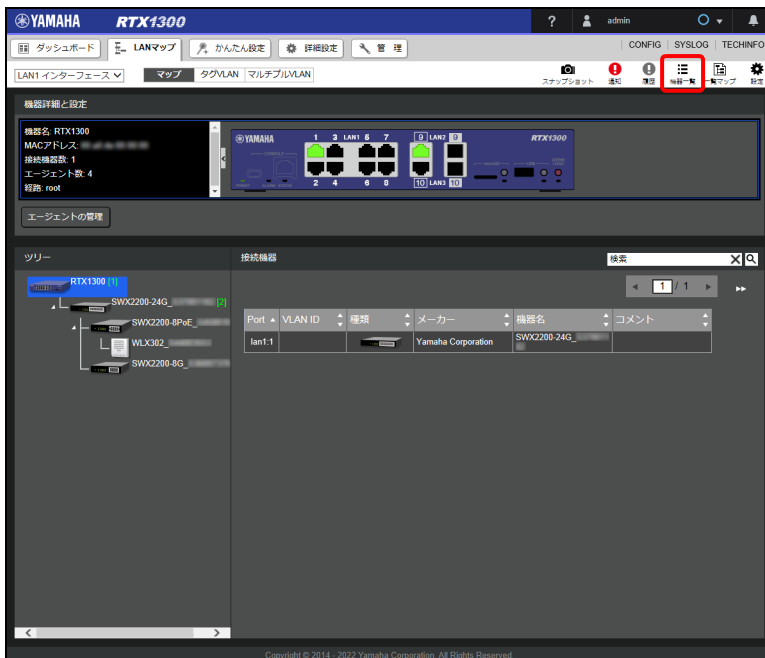 YAMAHA RTX1300 ? admin
ダッシュボード LANマップ かんたん設定 詳細設定 管 理 CONFIG SYSLOG TECHINFO
LAN1 インターフェース マップ タグVLAN マルチプルVLAN スナップショット 通知 履歴 機器一覧 一覧マップ 設定
機器詳細と設定
機器名: RTX1300
MACアドレス:
接続機器数: 1
エージェント数: 4
経路: root
YAMAHA 1 3 LAN1 5 7 9 LAN2 9 RTX1300
2 4 6 8 10 LAN3 10
エージェントの管理
ツリー
RTX1300 [1]
SWX2200-24G_ [2]
SWX2200-8PoE_
WLX302_
SWX2200-8G_
接続機器 検索
1 / 1
Port VLAN ID 種類 メーカー 機器名 コメント
lan1:1 Yamaha Corporation SWX2200-24G_
Copyright © 2014 - 2022 Yamaha Corporation. All Rights Reserved.